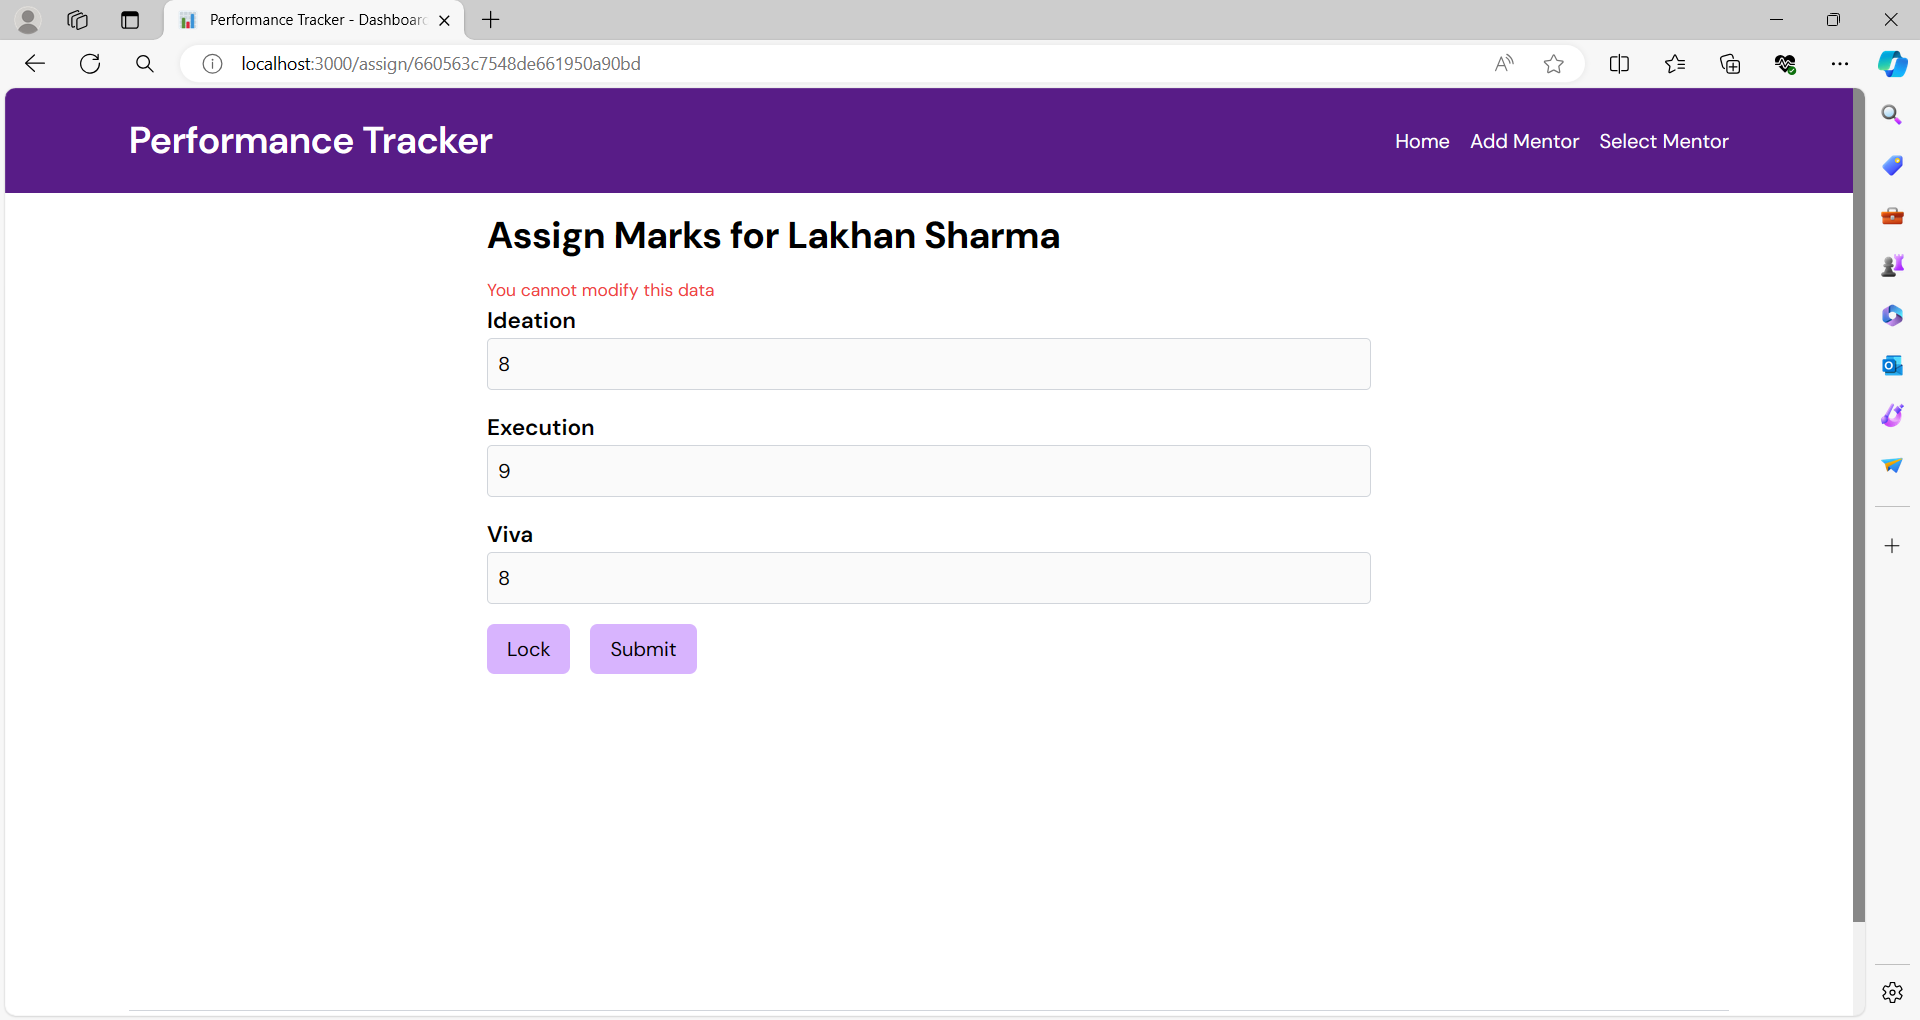 Performance Tracker - Dashboard
localhost:3000/assign/660563c7548de661950a90bd
Performance Tracker
Home Add Mentor Select Mentor
Assign Marks for Lakhan Sharma
You cannot modify this data
Ideation
8
Execution
9
Viva
8
Lock Submit